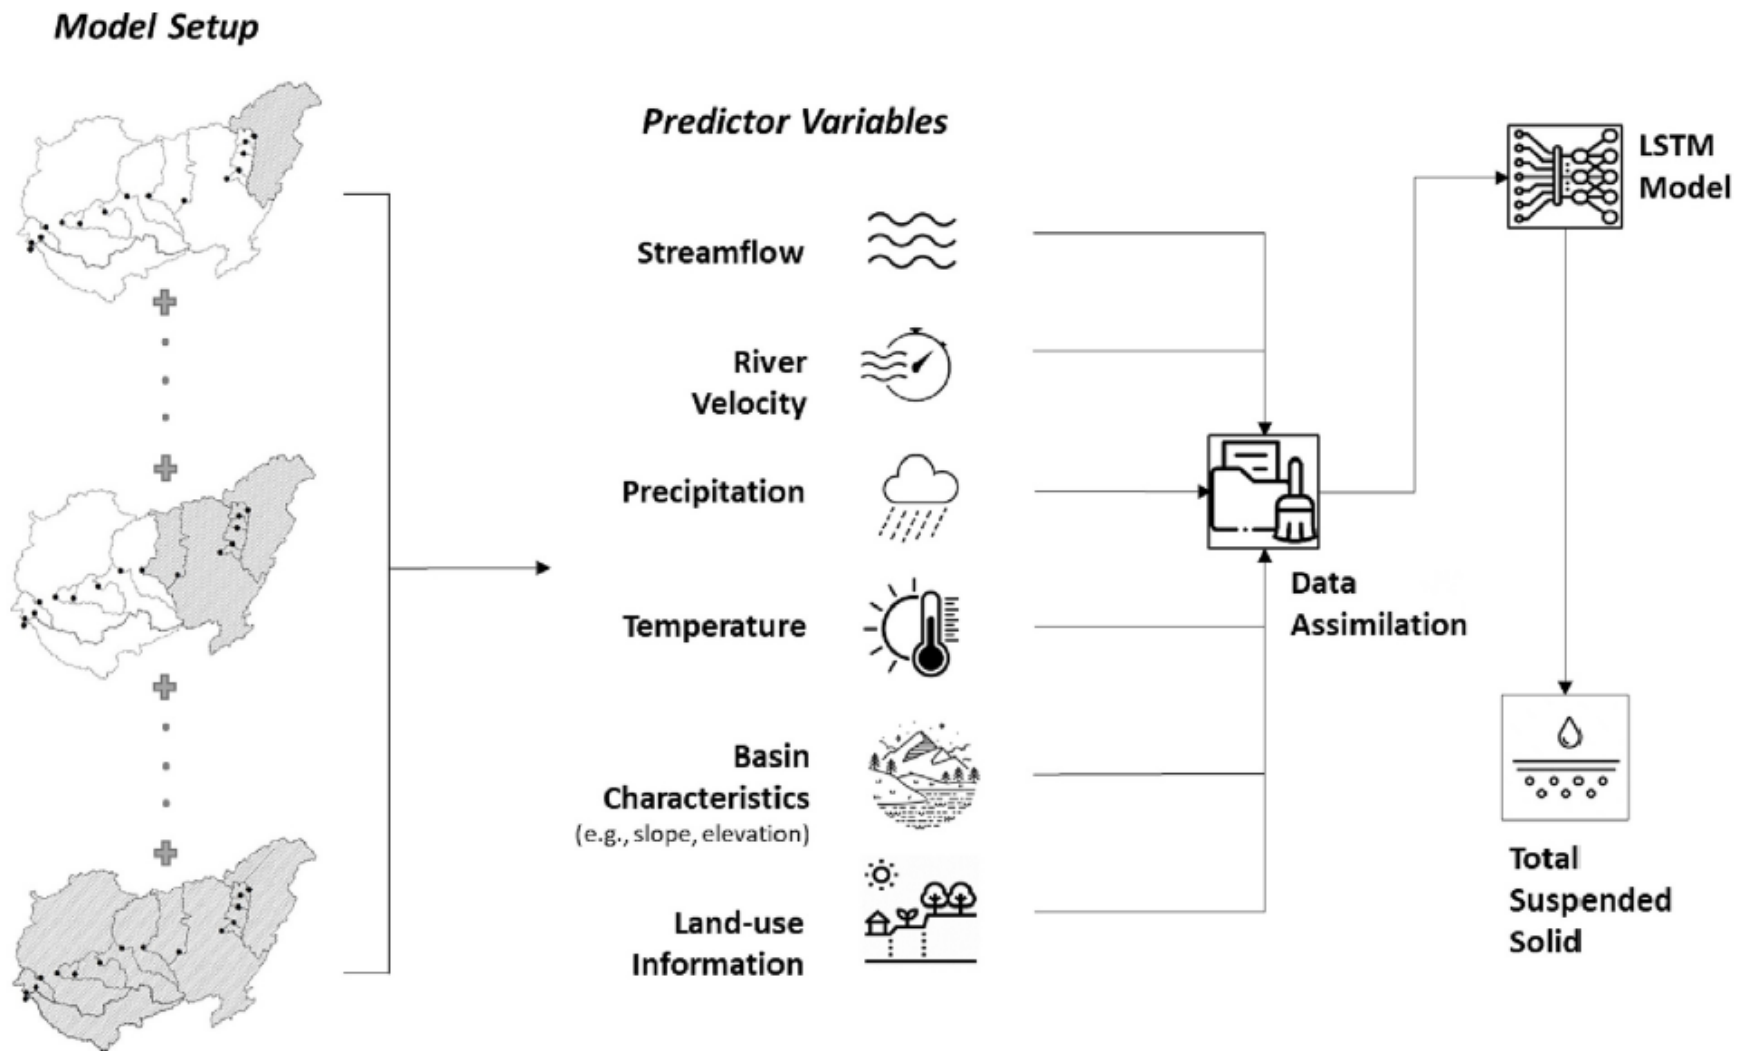 Model Setup
Predictor Variables
Streamflow
River
Velocity
Precipitation
Temperature
Basin
Characteristics
(e.g., slope, elevation)
Land-use
Information
Data
Assimilation
LSTM
Model
Total
Suspended
Solid